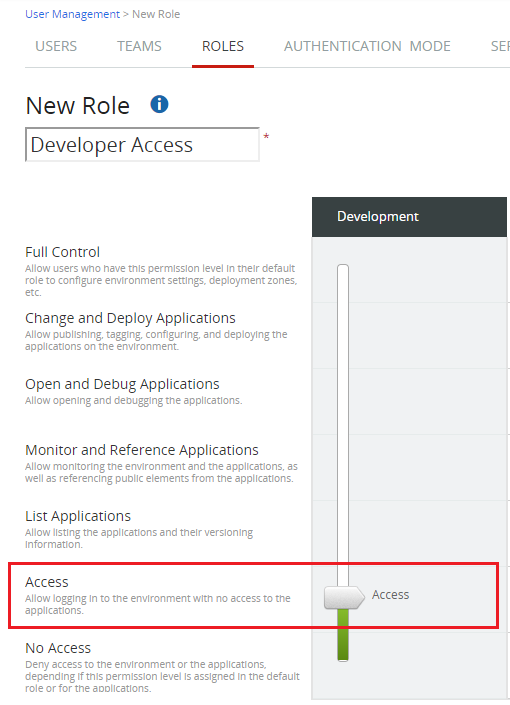 User Management > New Role
USERS TEAMS ROLES AUTHENTICATION MODE
New Role i
Developer Access *
Development
Full Control
Allow users who have this permission level in their default
role to configure environment settings, deployment zones,
etc.
Change and Deploy Applications
Allow publishing, tagging, configuring, and deploying the
applications on the environment.
Open and Debug Applications
Allow opening and debugging the applications.
Monitor and Reference Applications
Allow monitoring the environment and the applications, as
well as referencing public elements from the applications.
List Applications
Allow listing the applications and their versioning
information.
Access
Allow logging in to the environment with no access to the
applications.
Access
No Access
Deny access to the environment or the applications,
depending if this permission level is assigned in the default
role or for the applications.